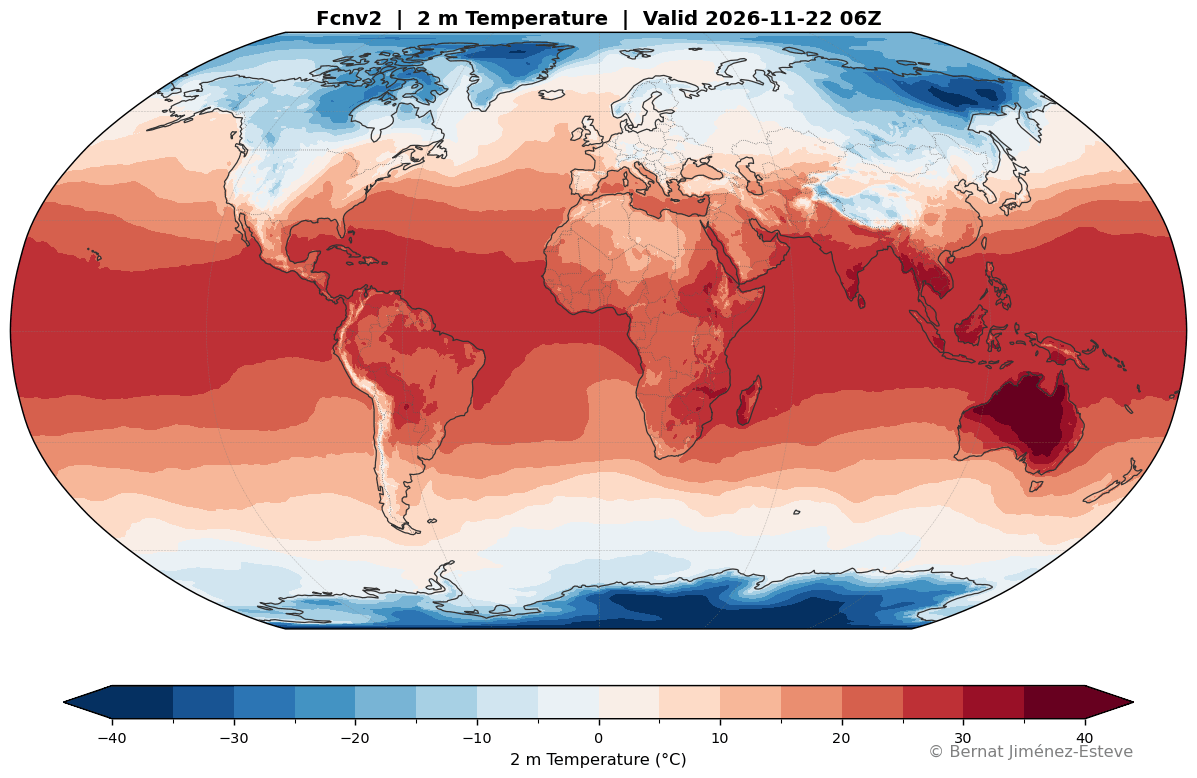 Fcnv2 | 2 m Temperature | Valid 2026-11-22 06Z
−40 −30 −20 −10 0 10 20 30 40
2 m Temperature (°C)
© Bernat Jiménez-Esteve